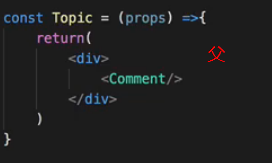 const Topic = (props) =>{
    return(
        <div>
父
            <Comment/>
        </div>
    )
}